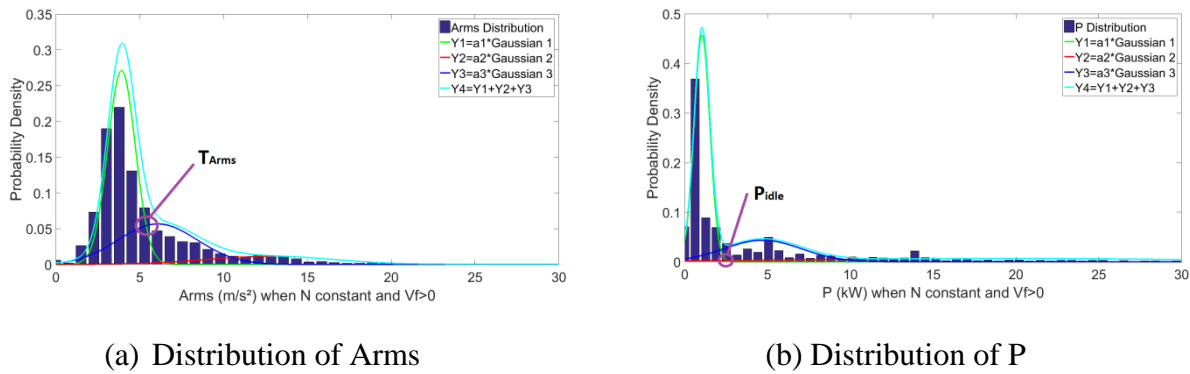 0.35
0.3
0.25
0.2
0.15
0.1
0.05
0
Probability Density
0
5
10
15
20
25
30
Arms (m/s²) when N constant and Vf>0
Arms Distribution
Y1=a1*Gaussian 1
Y2=a2*Gaussian 2
Y3=a3*Gaussian 3
Y4=Y1+Y2+Y3
TArms
(a) Distribution of Arms
0.5
0.4
0.3
0.2
0.1
0
Probability Density
0
5
10
15
20
25
30
P (kW) when N constant and Vf>0
P Distribution
Y1=a1*Gaussian 1
Y2=a2*Gaussian 2
Y3=a3*Gaussian 3
Y4=Y1+Y2+Y3
Pidle
(b) Distribution of P